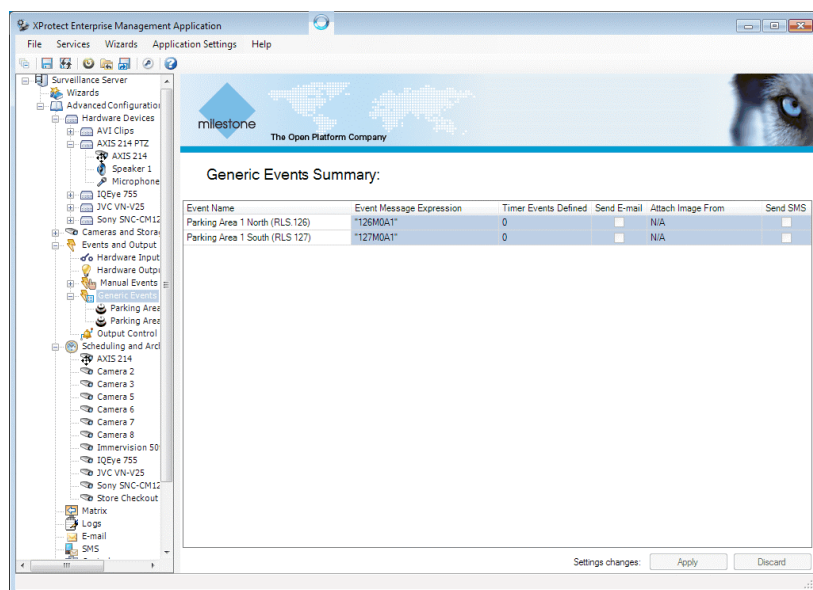 XProtect Enterprise Management Application
File Services Wizards Application Settings Help
Surveillance Server
Wizards
Advanced Configuration
Hardware Devices
AVI Clips
AXIS 214 PTZ
AXIS 214
Speaker 1
Microphone
IQEye 755
JVC VN-V25
Sony SNC-CM12
Cameras and Storag
Events and Output
Hardware Input
Hardware Outpu
Manual Events
Generic Events
Parking Area
Parking Area
Output Control
Scheduling and Arcl
AXIS 214
Camera 2
Camera 3
Camera 5
Camera 6
Camera 7
Camera 8
Immervision 50
IQEye 755
JVC VN-V25
Sony SNC-CM12
Store Checkout
Matrix
Logs
E-mail
SMS
milestone
The Open Platform Company
Generic Events Summary:
Event Name Event Message Expression Timer Events Defined Send E-mail Attach Image From Send SMS
Parking Area 1 North (RLS.126) "126M0A1" 0 N/A
Parking Area 1 South (RLS 127) "127M0A1" 0 N/A
Settings changes: Apply Discard